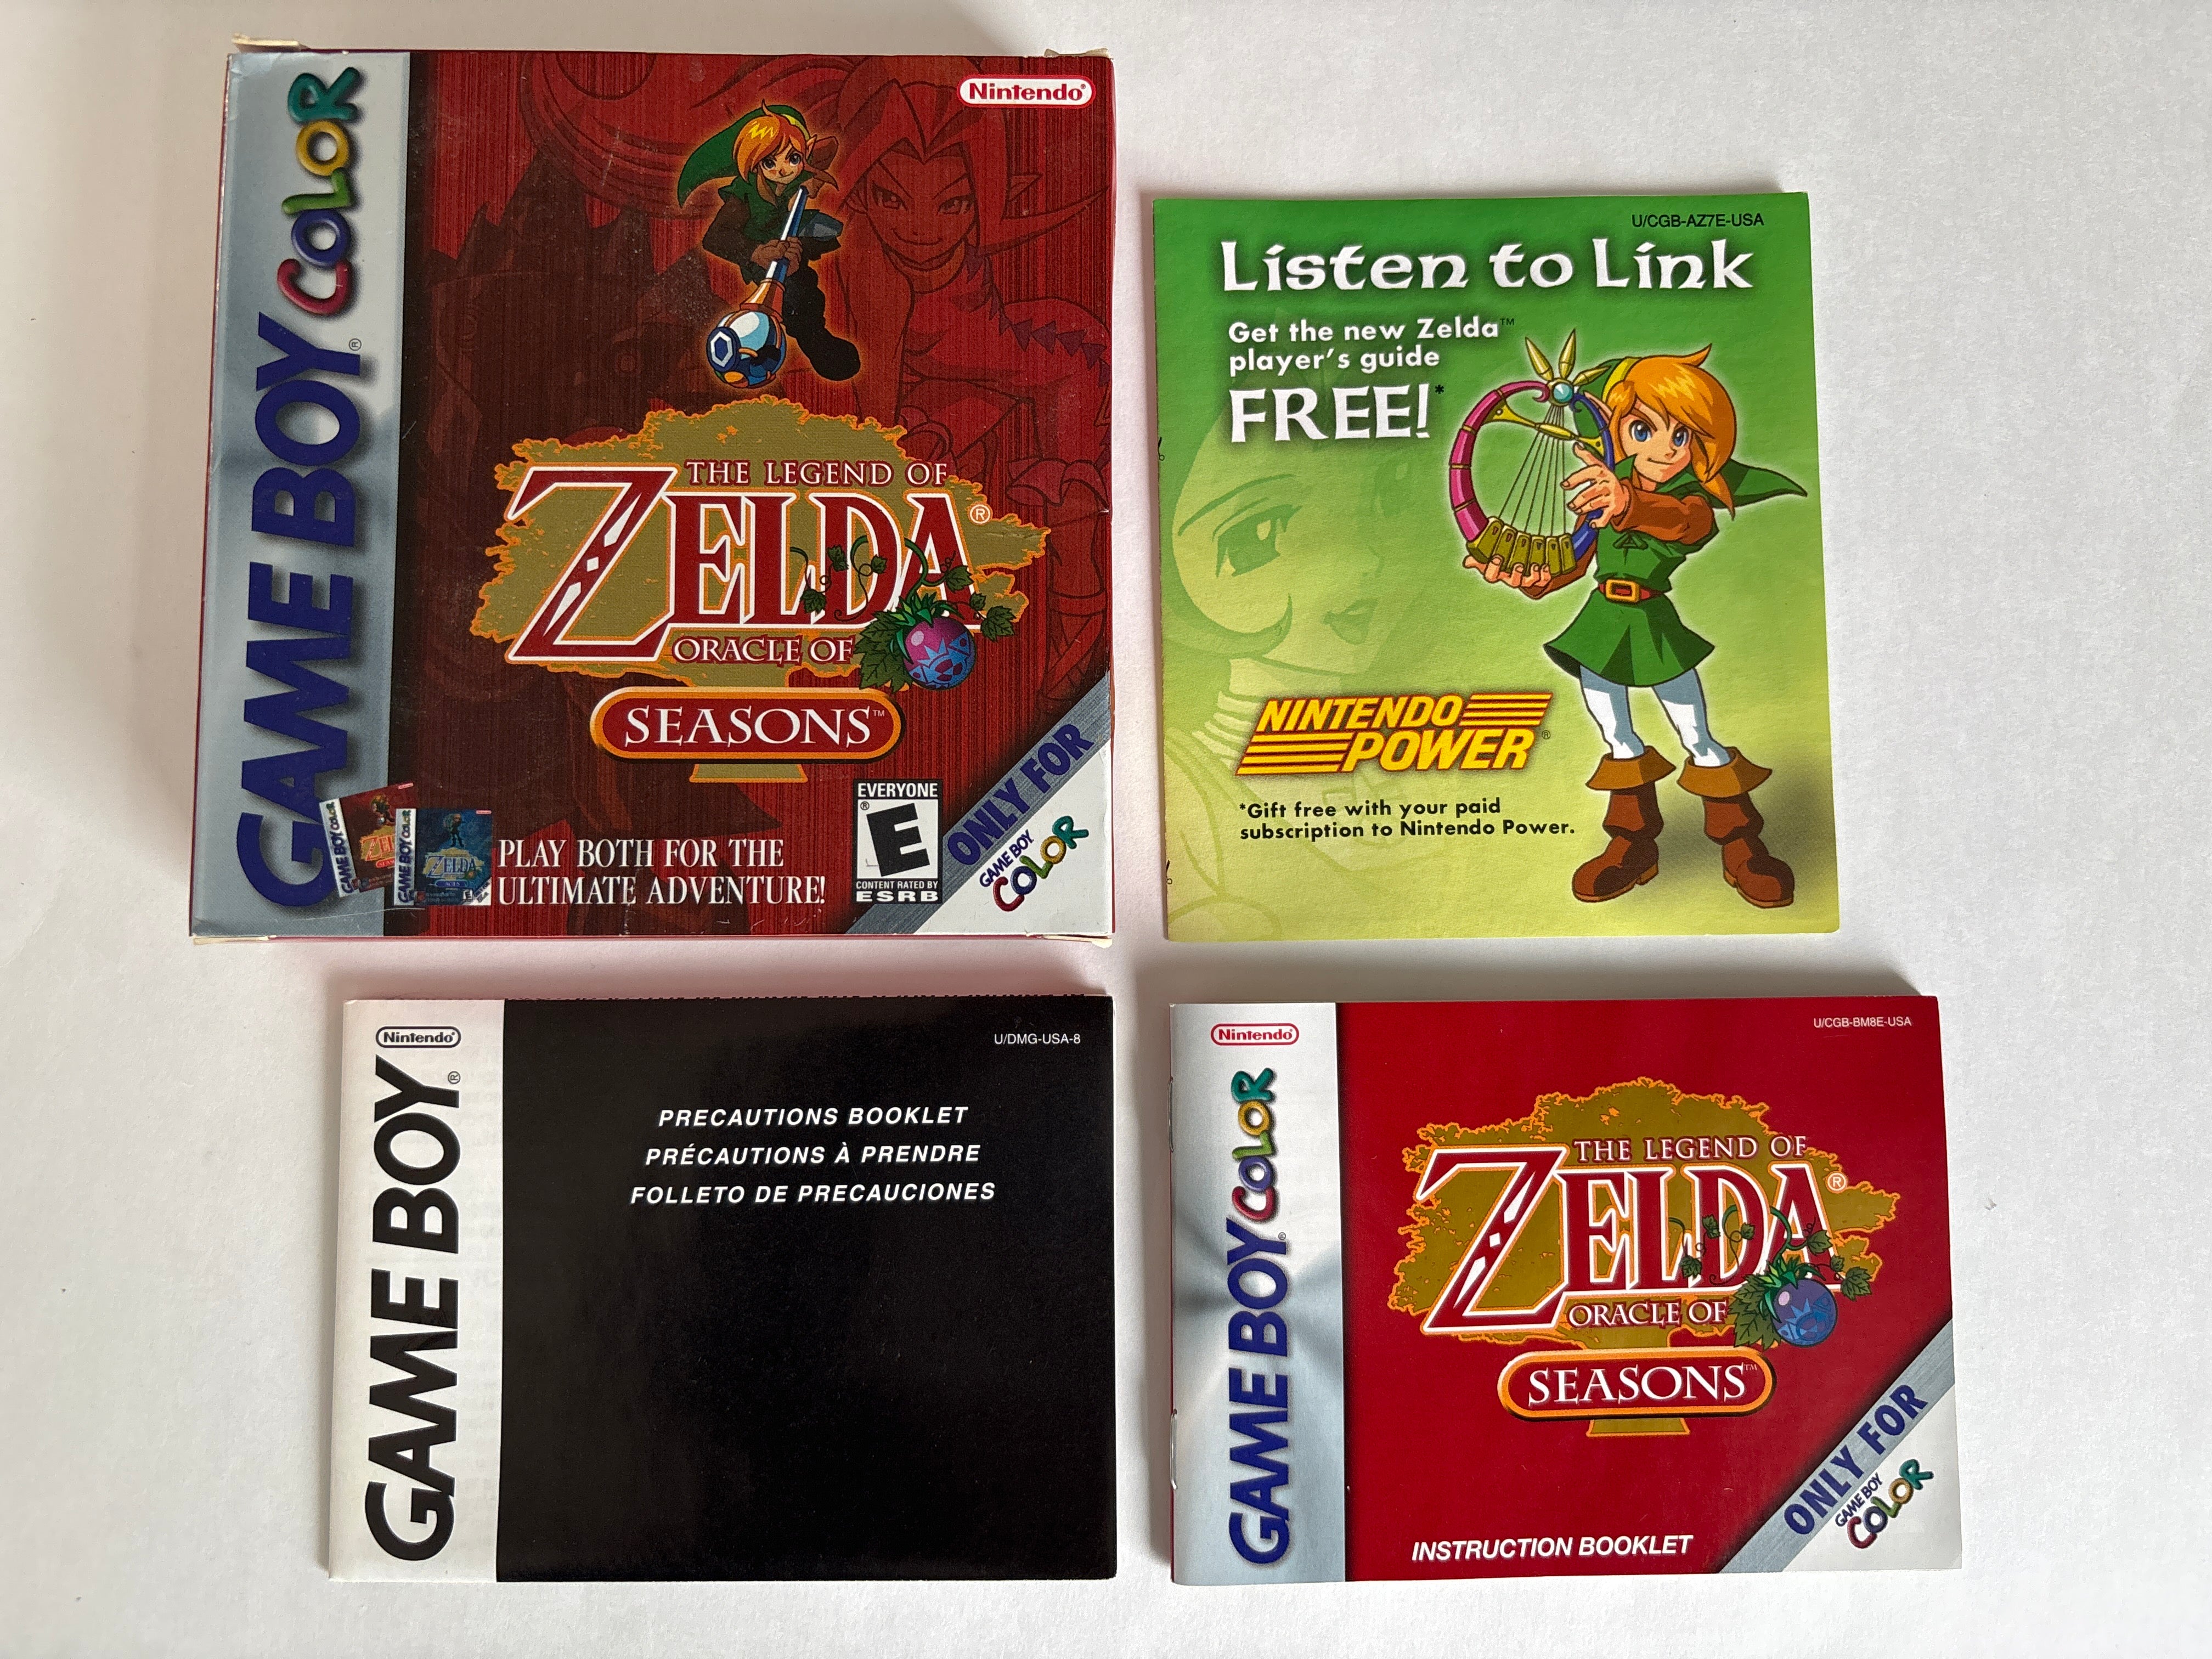 Nintendo®
GAME BOY® COLOR
THE LEGEND OF
ZELDA®
ORACLE OF
SEASONS™
PLAY BOTH FOR THE
ULTIMATE ADVENTURE!
EVERYONE
E®
CONTENT RATED BY
ESRB
ONLY FOR
GAME BOY
COLOR
U/CGB-AZ7E-USA
Listen to Link
Get the new Zelda™
player's guide
FREE!*
NINTENDO
POWER®
*Gift free with your paid
subscription to Nintendo Power.
Nintendo®
GAME BOY®
U/DMG-USA-8
PRECAUTIONS BOOKLET
PRÉCAUTIONS À PRENDRE
FOLLETO DE PRECAUCIONES
Nintendo®
GAME BOY® COLOR
U/CGB-BM8E-USA
THE LEGEND OF
ZELDA®
ORACLE OF
SEASONS™
INSTRUCTION BOOKLET
ONLY FOR
GAME BOY
COLOR